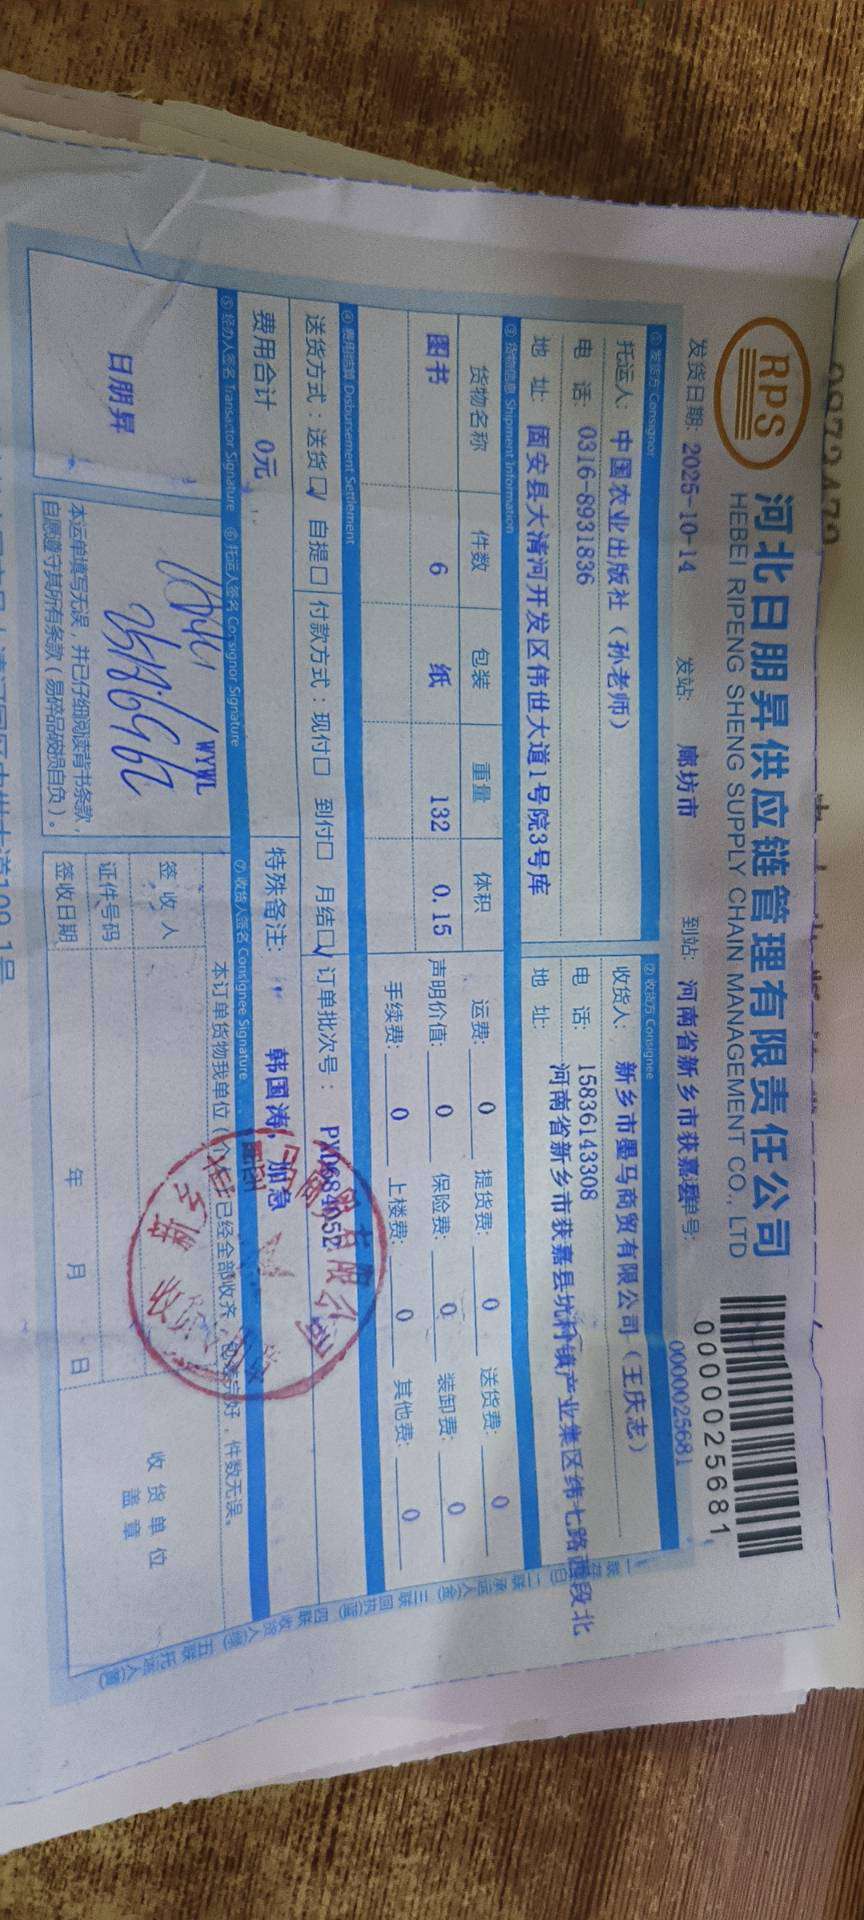 RPS
河北日朋昇供应链管理有限责任公司
HEBEI RIPENG SHENG SUPPLY CHAIN MANAGEMENT CO., LTD
0000025681
发货日期: 2025-10-14 发站: 廊坊市 到站: 河南省新乡市获嘉县 单号: 0000025681
① 发货方 Consignor ② 收货方 Consignee
托运人: 中国农业出版社（孙老师） 收货人: 新乡市墨马商贸有限公司（王庆志）
电 话: 0316-8931836 电 话: 15836143308
地 址: 固安县大清河开发区伟世大道1号院3号库 地 址: 河南省新乡市获嘉县亢村镇产业集区纬七路西段北
③ 货物信息 Shipment Information
货物名称 件数 包装 重量 体积 运费: 0 提货费: 0 送货费: 0
图书 6 纸 132 0.15 声明价值: 0 保险费: 0 装卸费: 0
手续费: 0 上楼费: 0 其他费: 0
④ 费用结算 Disbursement Settlement
送货方式：送货☑ 自提□ 付款方式：现付□ 到付□ 月结☑ 订单批次号：
费用合计 0元 特殊备注: 韩国涛，加急
⑤ 经办人签名 Transactor Signature ⑥ 托运人签名 Consignor Signature ⑦ 收货人签名 Consignee Signature
日朋昇
WYWL
本运单填写无误，并已仔细阅读背书条款，
自愿遵守其所有条款（易碎品破损自负）。
件数无误。
签 收 人
证件号码
签收日期 年 月 日
收 货 单 位
盖 章